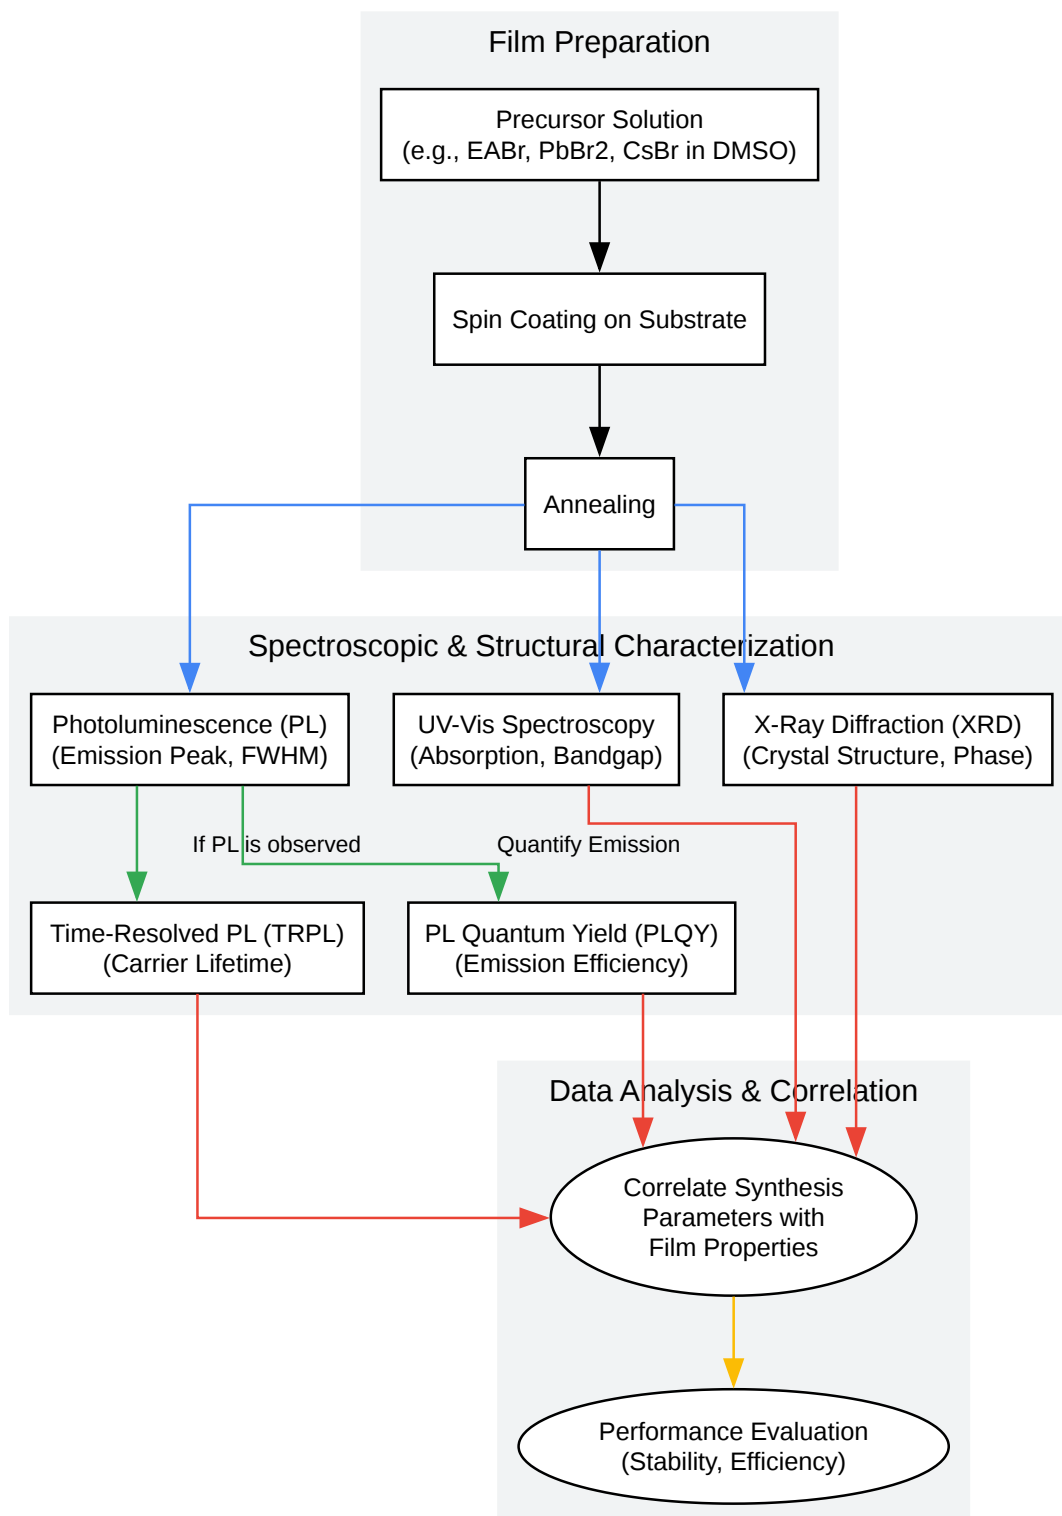 Film Preparation
Precursor Solution
(e.g., EABr, PbBr2, CsBr in DMSO)
Spin Coating on Substrate
Annealing
Spectroscopic & Structural Characterization
Photoluminescence (PL)
(Emission Peak, FWHM)
UV-Vis Spectroscopy
(Absorption, Bandgap)
X-Ray Diffraction (XRD)
(Crystal Structure, Phase)
If PL is observed
Quantify Emission
Time-Resolved PL (TRPL)
(Carrier Lifetime)
PL Quantum Yield (PLQY)
(Emission Efficiency)
Data Analysis & Correlation
Correlate Synthesis
Parameters with
Film Properties
Performance Evaluation
(Stability, Efficiency)